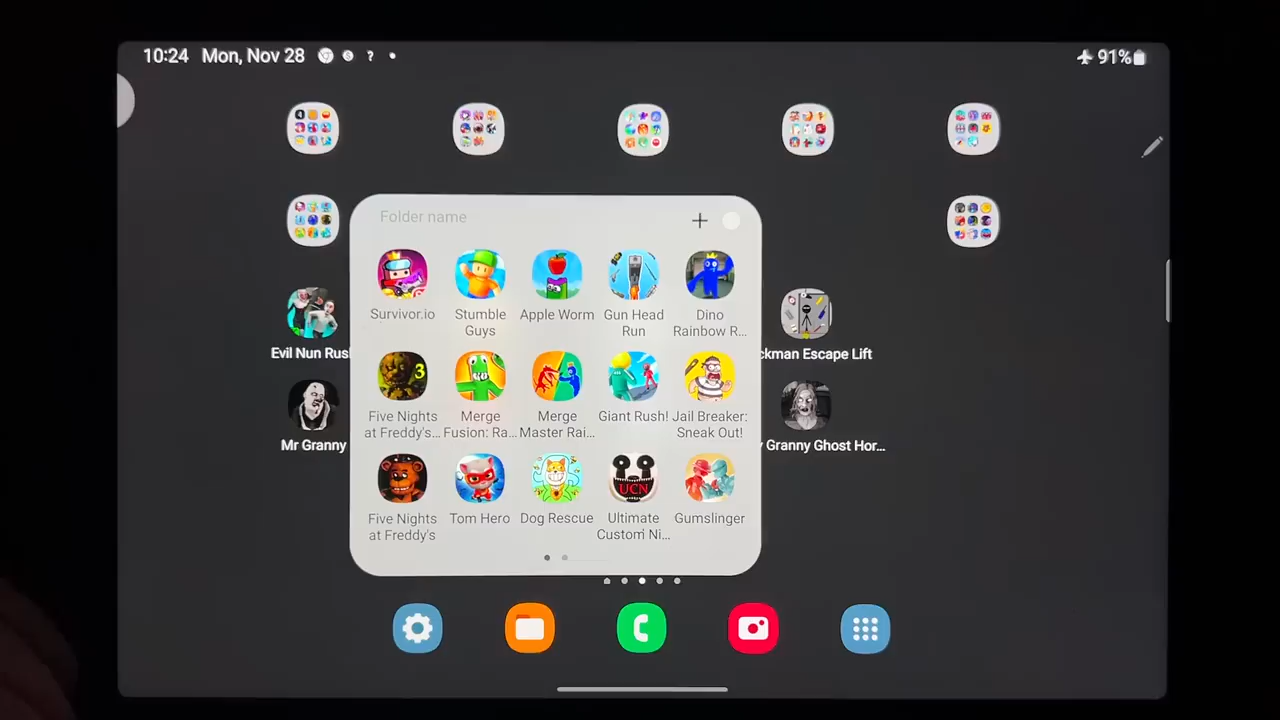 10:24 Mon, Nov 28
91%
Folder name
Survivor.io
Stumble
Guys
Apple Worm
Gun Head
Run
Dino
Rainbow R...
Evil Nun Rus
ckman Escape Lift
3
Five Nights
at Freddy's...
Merge
Fusion: Ra...
Merge
Master Rai...
Giant Rush!
Jail Breaker:
Sneak Out!
Mr Granny
Granny Ghost Hor...
UCN
Five Nights
at Freddy's
Tom Hero
Dog Rescue
Ultimate
Custom Ni...
Gumslinger